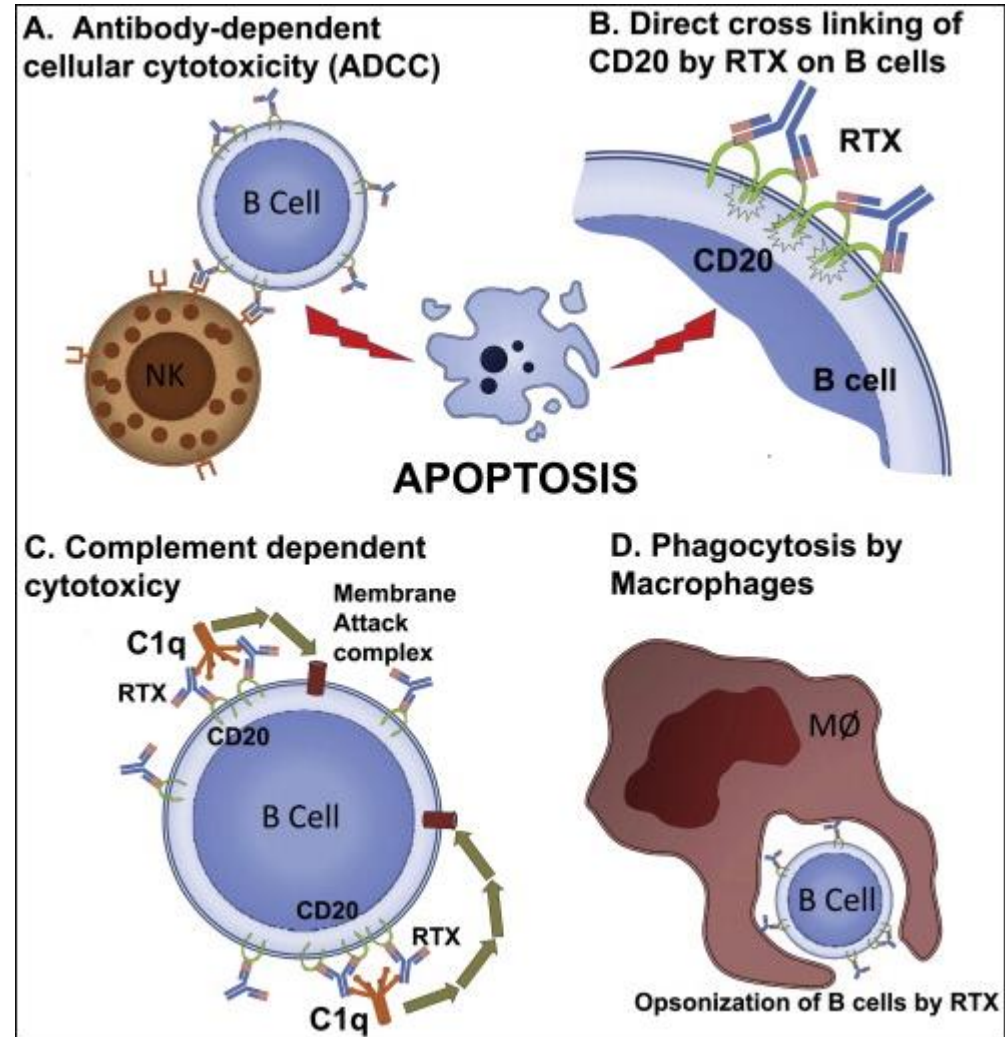 A. Antibody-dependent
cellular cytotoxicity (ADCC)
B Cell
NK
B. Direct cross linking of
CD20 by RTX on B cells
RTX
CD20
B cell
APOPTOSIS
C. Complement dependent
cytotoxicy
Membrane
Attack
complex
C1q
RTX
CD20
B Cell
CD20
RTX
C1q
D. Phagocytosis by
Macrophages
MØ
B Cell
Opsonization of B cells by RTX